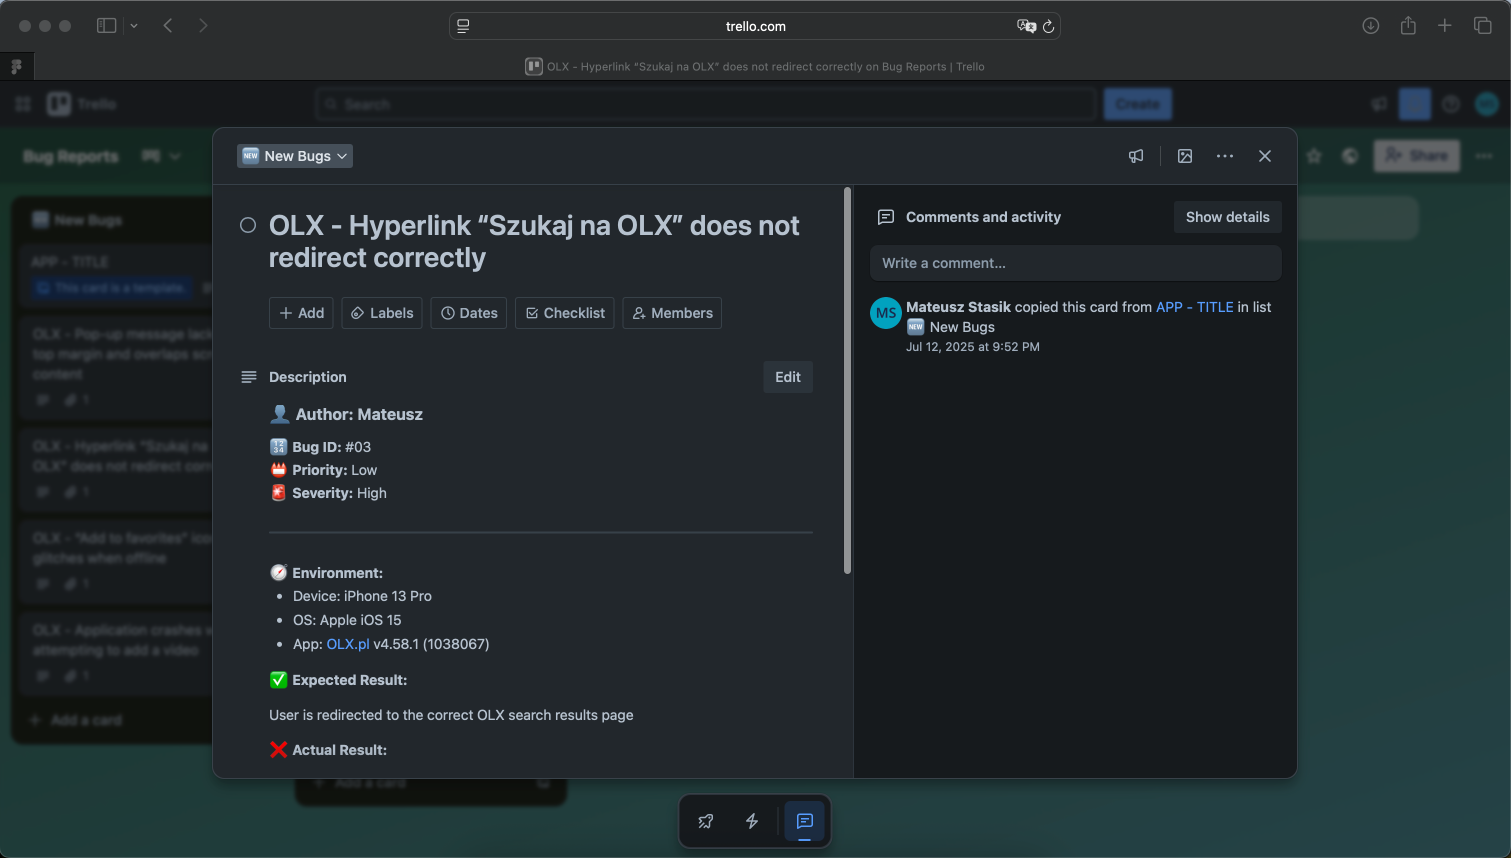 trello.com
OLX - Hyperlink “Szukaj na OLX” does not redirect correctly on Bug Reports | Trello
Trello
Search
Create
Bug Reports
Share
New Bugs
APP - TITLE
This card is a template.
OLX - Pop-up message lack
top margin and overlaps scr
content
1
OLX - Hyperlink "Szukaj na
OLX" does not redirect corr
1
OLX - "Add to favorites" ico
glitches when offline
1
OLX - Application crashes w
attempting to add a video
1
+ Add a card
+ Add a card
NEW New Bugs
OLX - Hyperlink “Szukaj na OLX” does not
redirect correctly
+ Add
Labels
Dates
Checklist
Members
Description
Edit
Author: Mateusz
1234 Bug ID: #03
Priority: Low
Severity: High
Environment:
• Device: iPhone 13 Pro
• OS: Apple iOS 15
• App: OLX.pl v4.58.1 (1038067)
Expected Result:
User is redirected to the correct OLX search results page
Actual Result:
Comments and activity
Show details
Write a comment...
MS
Mateusz Stasik copied this card from APP - TITLE in list
NEW New Bugs
Jul 12, 2025 at 9:52 PM